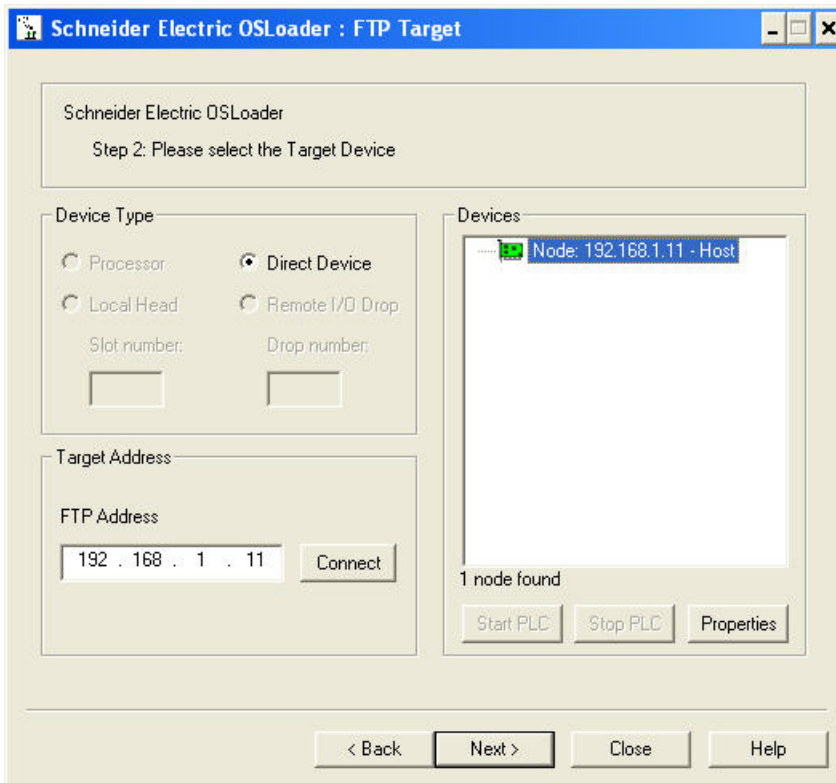 Schneider Electric OSLoader : FTP Target
Schneider Electric OSLoader
Step 2: Please select the Target Device
Device Type
Processor
Direct Device
Local Head
Remote I/O Drop
Slot number:
Drop number:
Target Address
FTP Address
192 . 168 . 1 . 11
Connect
Devices
Node: 192.168.1.11 - Host
1 node found
Start PLC
Stop PLC
Properties
< Back
Next >
Close
Help